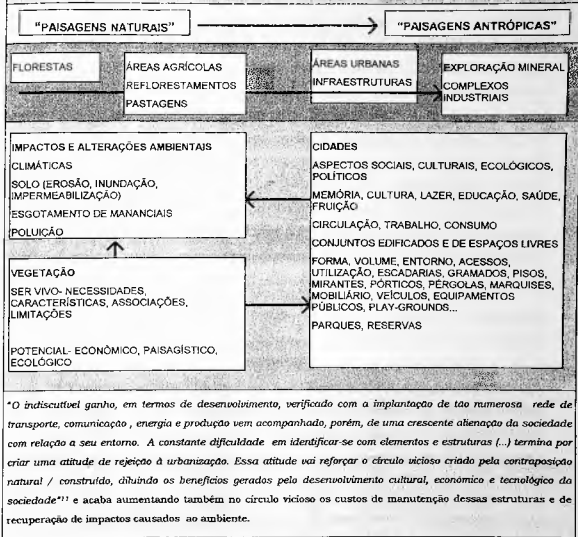 "PAISAGENS NATURAIS"
"PAISAGENS ANTRÓPICAS"
FLORESTAS
ÁREAS AGRÍCOLAS
REFLORESTAMENTOS
PASTAGENS
ÁREAS URBANAS
INFRAESTRUTURAS
EXPLORAÇÃO MINERAL
COMPLEXOS
INDUSTRIAIS
IMPACTOS E ALTERAÇÕES AMBIENTAIS
CLIMÁTICAS
SOLO (EROSÃO, INUNDAÇÃO,
IMPERMEABILIZAÇÃO)
ESGOTAMENTO DE MANANCIAIS
POLUIÇÃO
VEGETAÇÃO
SER VIVO- NECESSIDADES,
CARACTERÍSTICAS, ASSOCIAÇÕES,
LIMITAÇÕES
POTENCIAL- ECONÔMICO, PAISAGÍSTICO,
ECOLÓGICO
CIDADES
ASPECTOS SOCIAIS, CULTURAIS, ECOLÓGICOS,
POLÍTICOS
MEMÓRIA, CULTURA, LAZER, EDUCAÇÃO, SAÚDE,
FRUIÇÃO
CIRCULAÇÃO, TRABALHO, CONSUMO
CONJUNTOS EDIFICADOS E DE ESPAÇOS LIVRES
FORMA, VOLUME, ENTORNO, ACESSOS,
UTILIZAÇÃO, ESCADARIAS, GRAMADOS, PISOS,
MIRANTES, PÓRTICOS, PÉRGOLAS, MARQUISES,
MOBILIÁRIO, VEÍCULOS, EQUIPAMENTOS
PÚBLICOS, PLAY-GROUNDS...
PARQUES, RESERVAS
"O indiscutível ganho, em termos de desenvolvimento, verificado com a implantação de tão numerosa rede de
transporte, comunicação , energia e produção vem acompanhado, porém, de uma crescente alienação da sociedade
com relação a seu entorno. A constante dificuldade em identificar-se com elementos e estruturas (...) termina por
criar uma atitude de rejeição à urbanização. Essa atitude vai reforçar o círculo vicioso criado pela contraposição
natural / construído, diluindo os benefícios gerados pelo desenvolvimento cultural, econômico e tecnológico da
sociedade"¹¹ e acaba aumentando também no círculo vicioso os custos de manutenção dessas estruturas e de
recuperação de impactos causados ao ambiente.